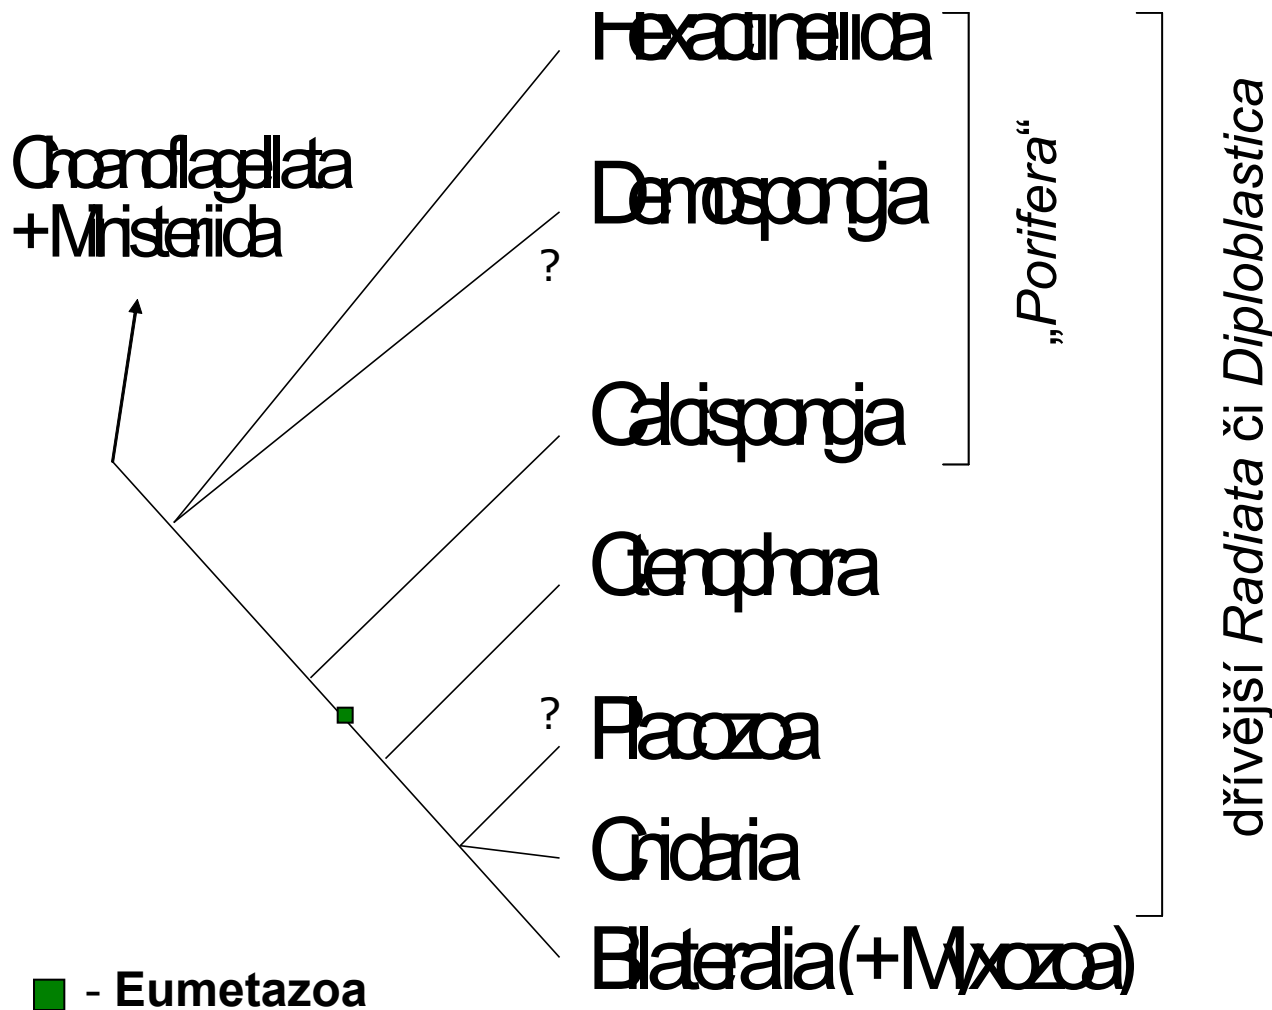 Hexactinellida
Choanoflagellata
+Ministeriida
Demospongia
?
„Porifera“
Calcispongia
Ctenophora
?
Placozoa
Cnidaria
Bilateralia (+Myxozoa)
dřívější Radiata či Diploblastica
- Eumetazoa